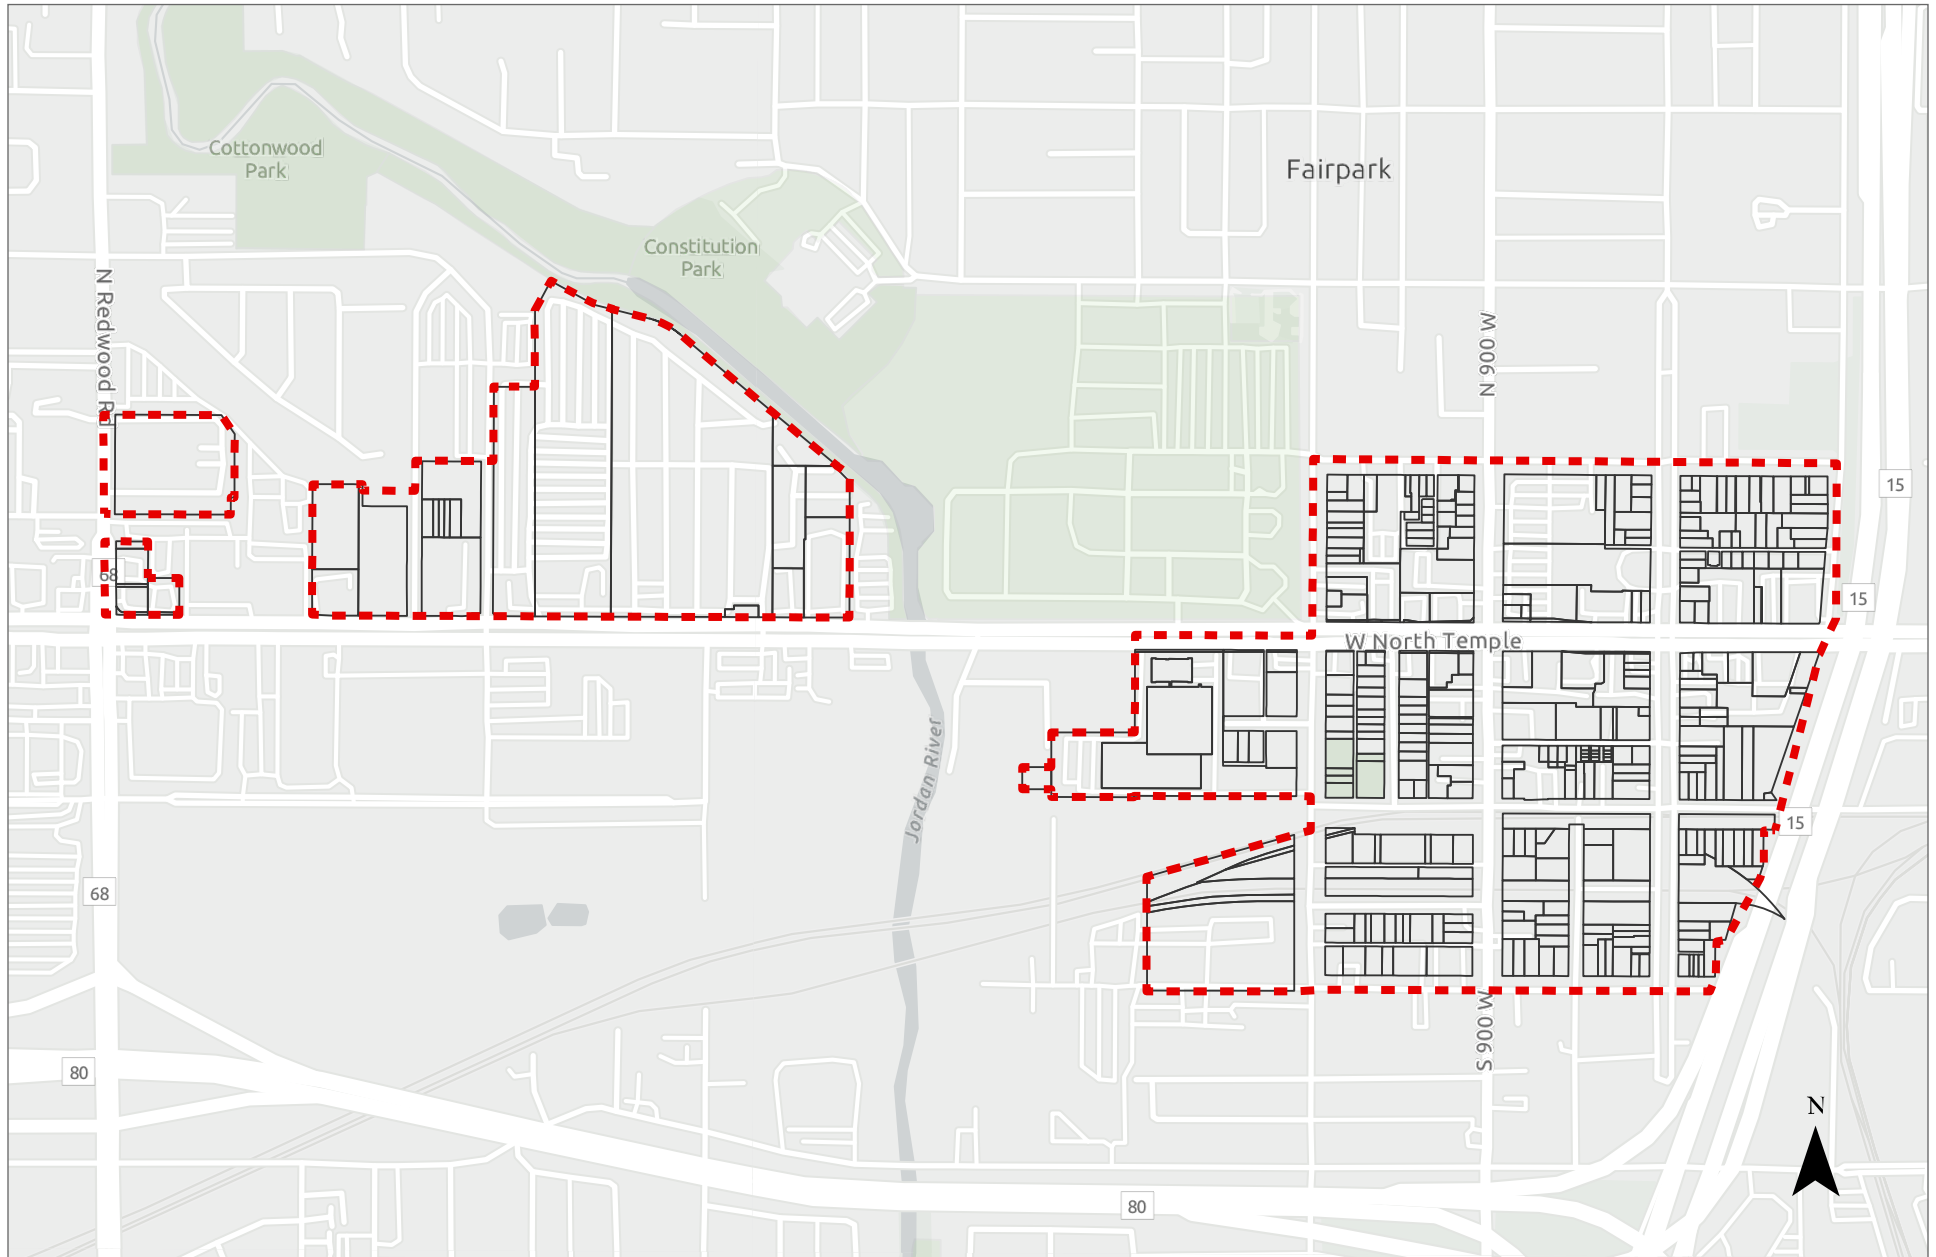 Cottonwood
Park
Fairpark
Constitution
Park
N Redwood Rd
N 900 W
15
68
15
W North Temple
Jordan River
15
68
S 900 W
80
N
80